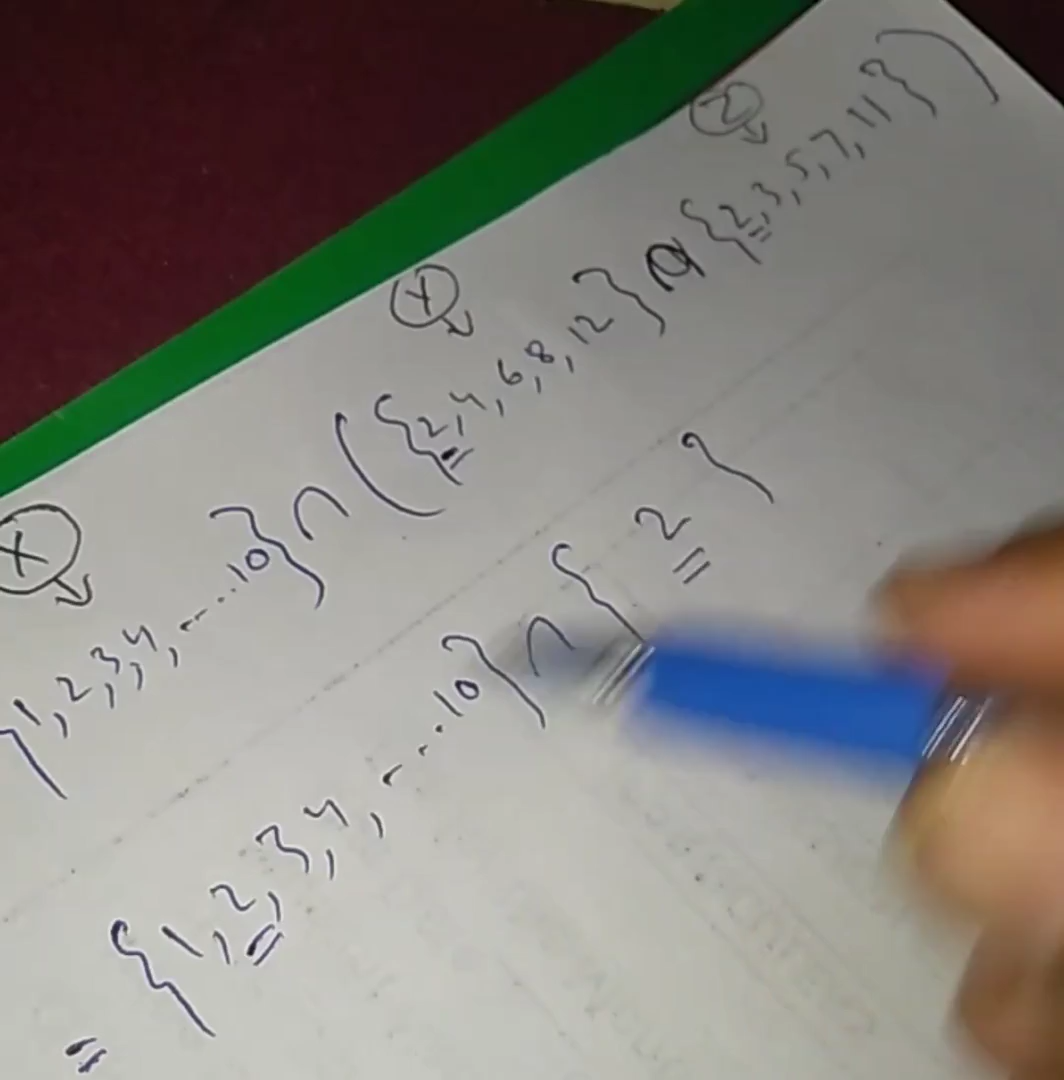 X Y Z
{1, 2, 3, 4, ....10} ∩ ({2, 4, 6, 8, 12} ∩ {2, 3, 5, 7, 11})
= {1, 2, 3, 4, ....10} ∩ {2}